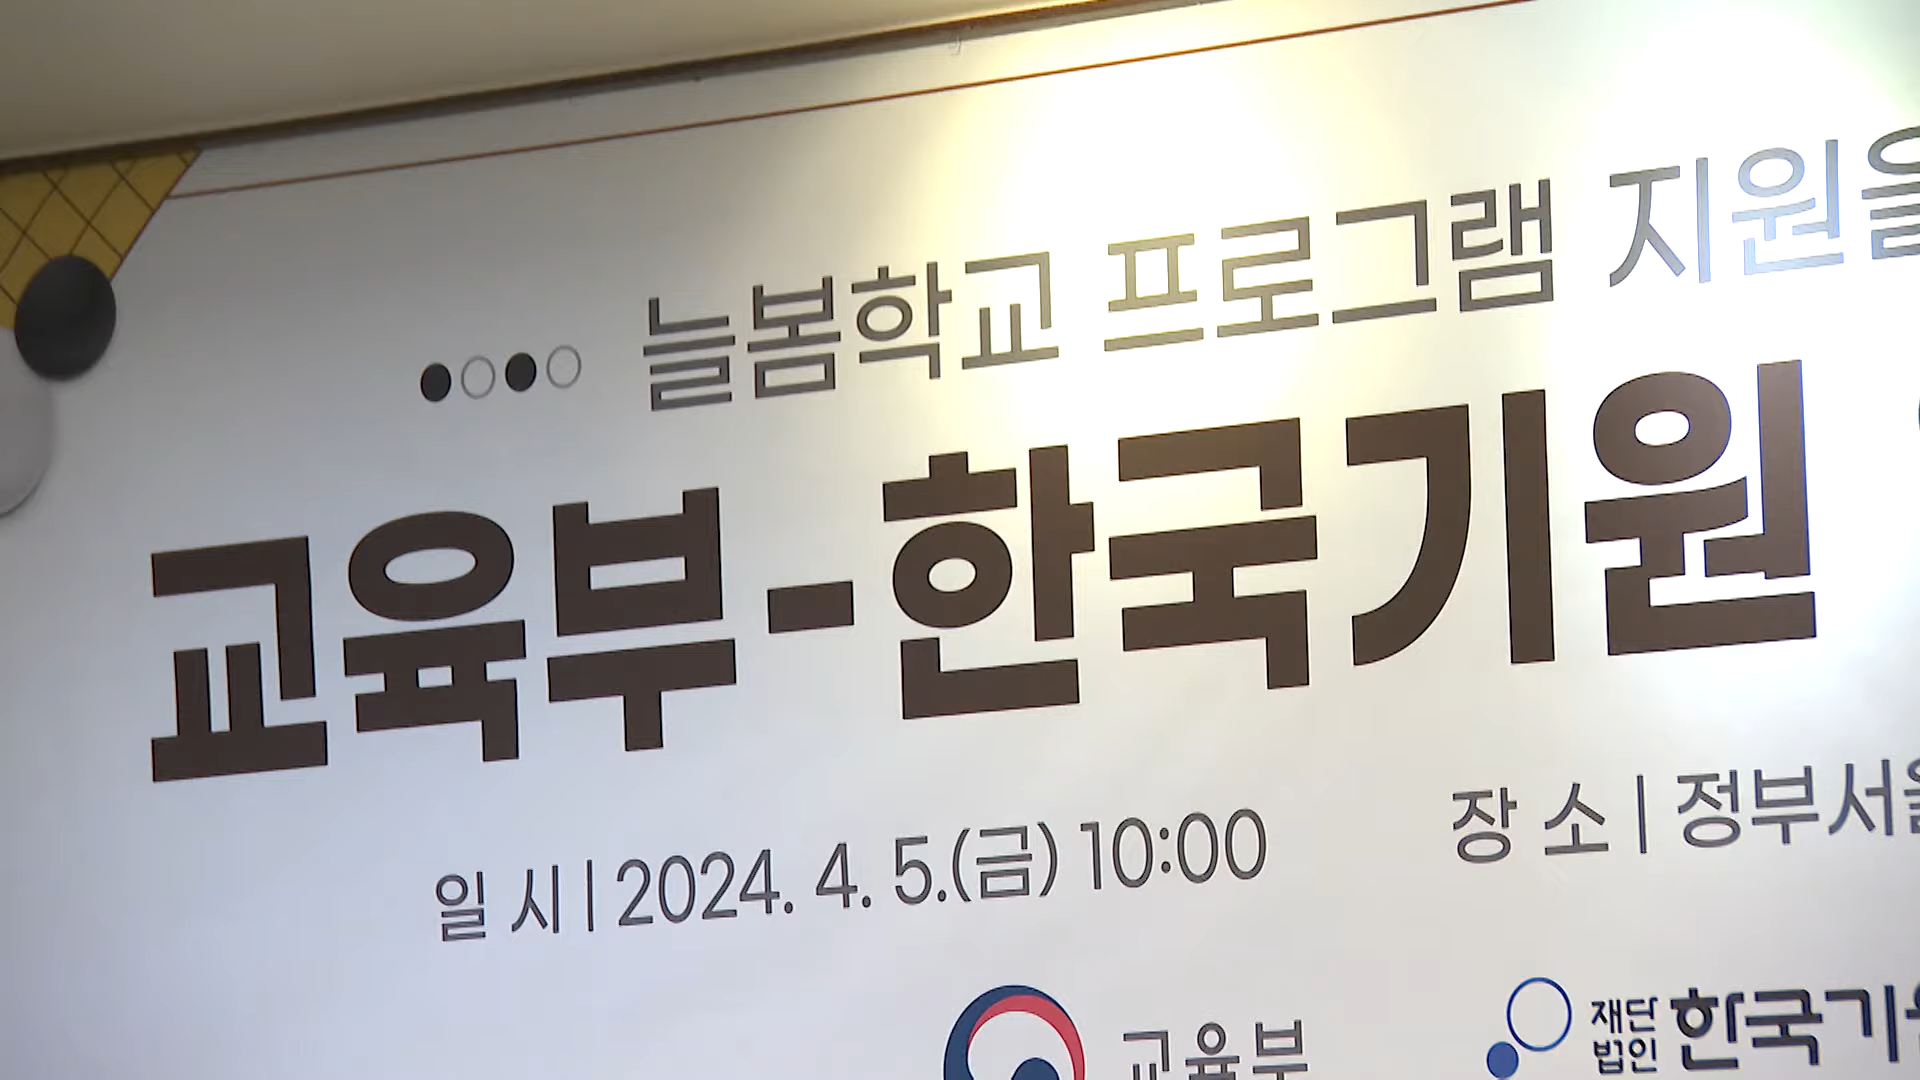 늘봄학교 프로그램 지원을
교육부-한국기원
일 시 | 2024. 4. 5.(금) 10:00
장 소 | 정부서울
교육부
재단
법인 한국기원